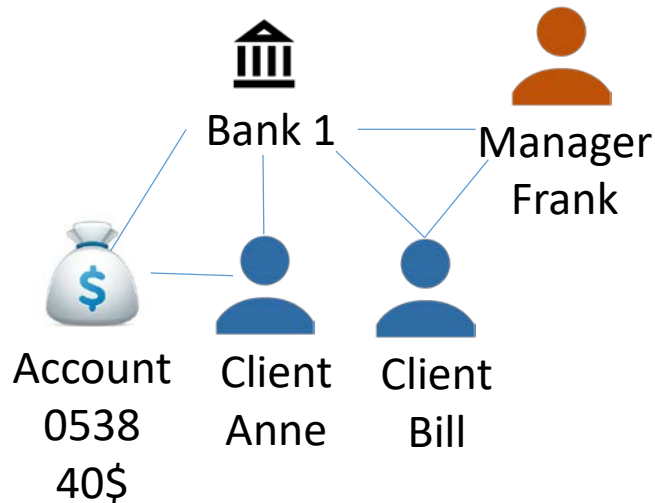 Bank 1
Manager
Frank
$
Account
0538
40$
Client
Anne
Client
Bill